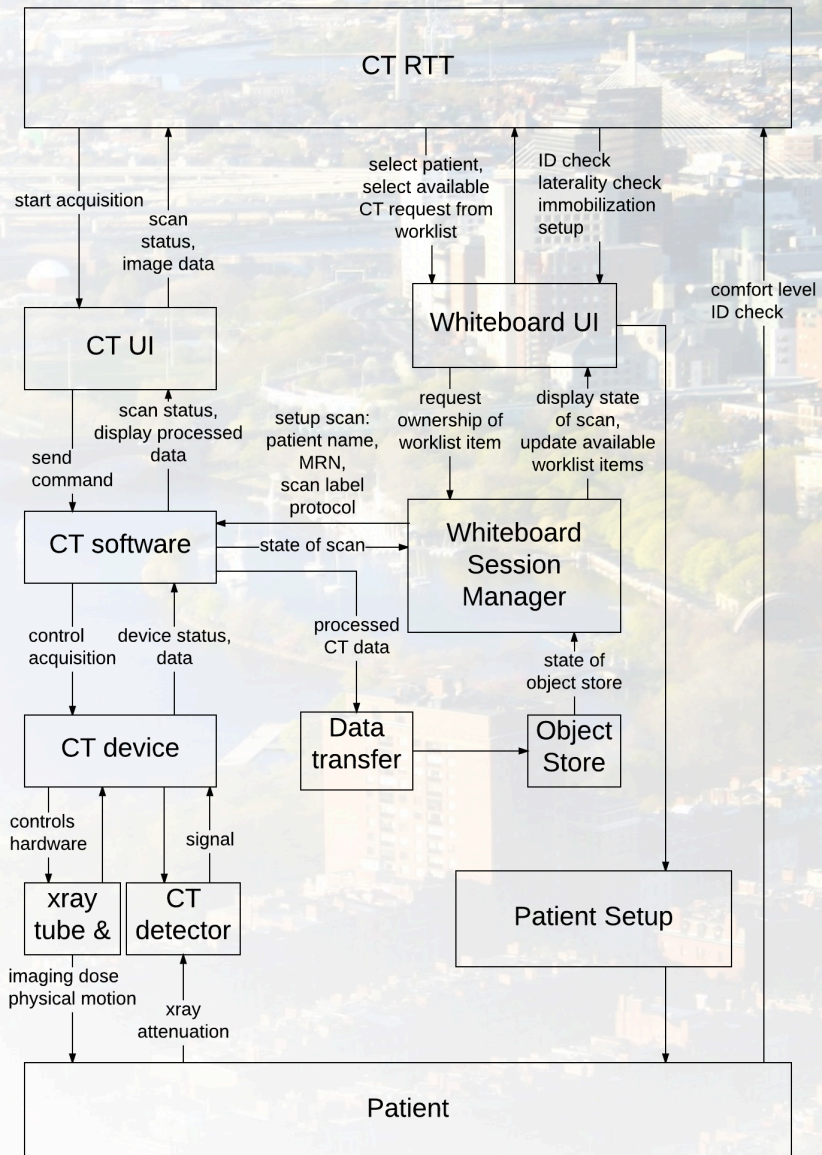 CT RTT
start acquisition
scan
status,
image data
select patient,
select available
CT request from
worklist
ID check
laterality check
immobilization
setup
comfort level
ID check
CT UI
Whiteboard UI
send
command
scan status,
display processed
data
setup scan:
patient name,
MRN,
scan label
protocol
request
ownership of
worklist item
display state
of scan,
update available
worklist items
CT software
state of scan
Whiteboard
Session
Manager
control
acquisition
device status,
data
processed
CT data
state of
object store
CT device
Data
transfer
Object
Store
controls
hardware
signal
xray
tube &
CT
detector
Patient Setup
imaging dose
physical motion
xray
attenuation
Patient